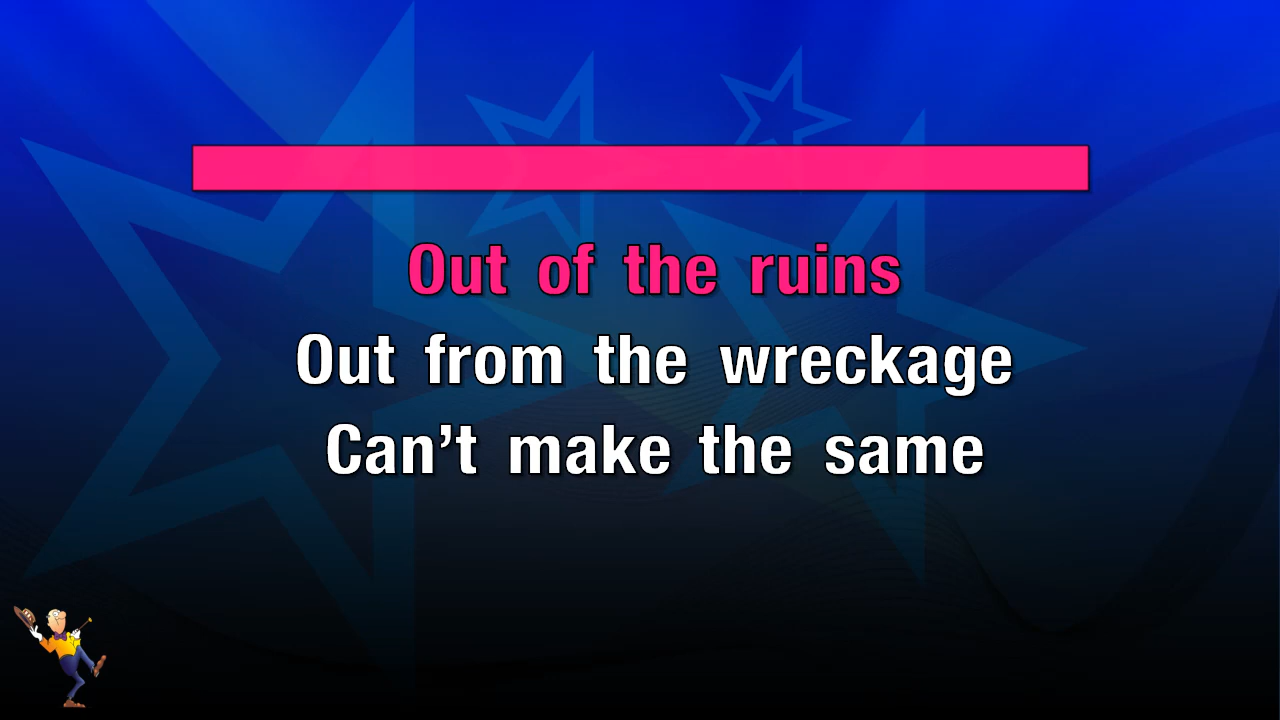 Out of the ruins
Out from the wreckage
Can’t make the same